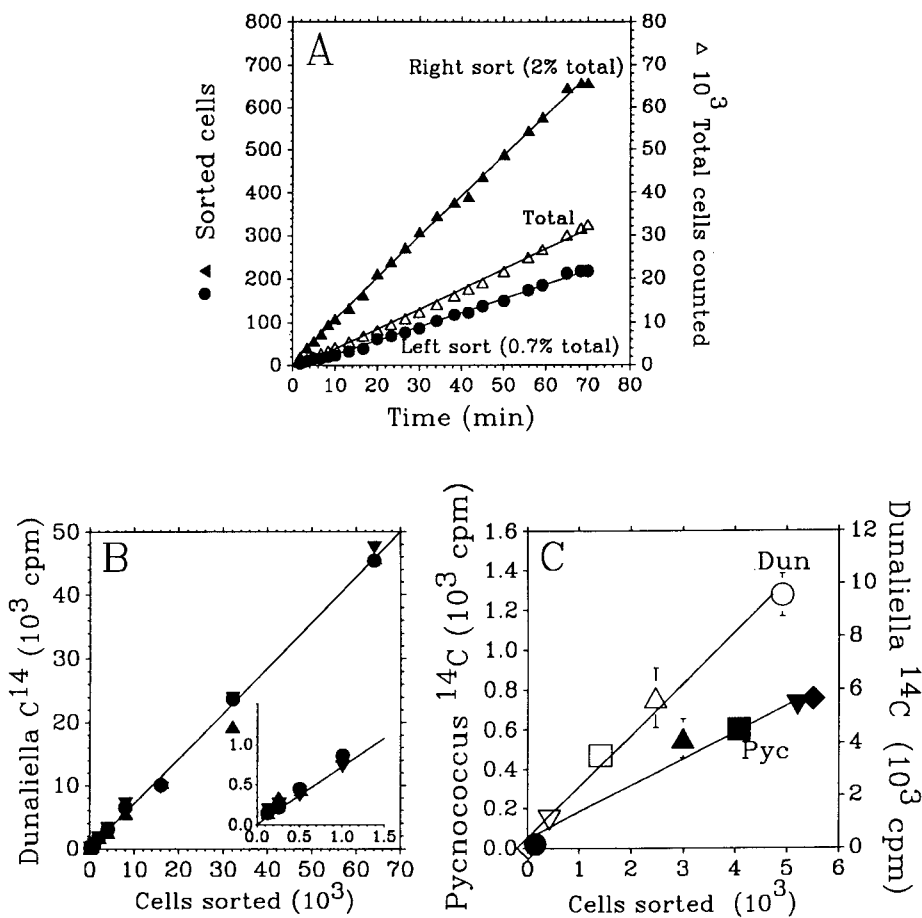 A
800
700
600
500
400
300
200
100
0
▲ ● Sorted cells
80
70
60
50
40
30
20
10
0
△ 10³ Total cells counted
Right sort (2% total)
Total
Left sort (0.7% total)
0 10 20 30 40 50 60 70 80
Time (min)
B
50
40
30
20
10
0
Dunaliella C¹⁴ (10³ cpm)
1.0
0.5
0.0
0.0 0.5 1.0 1.5
0 10 20 30 40 50 60 70
Cells sorted (10³)
C
1.6
1.4
1.2
1.0
0.8
0.6
0.4
0.2
0.0
Pycnococcus ¹⁴C (10³ cpm)
12
10
8
6
4
2
0
Dunaliella ¹⁴C (10³ cpm)
Dun
Pyc
0 1 2 3 4 5 6
Cells sorted (10³)